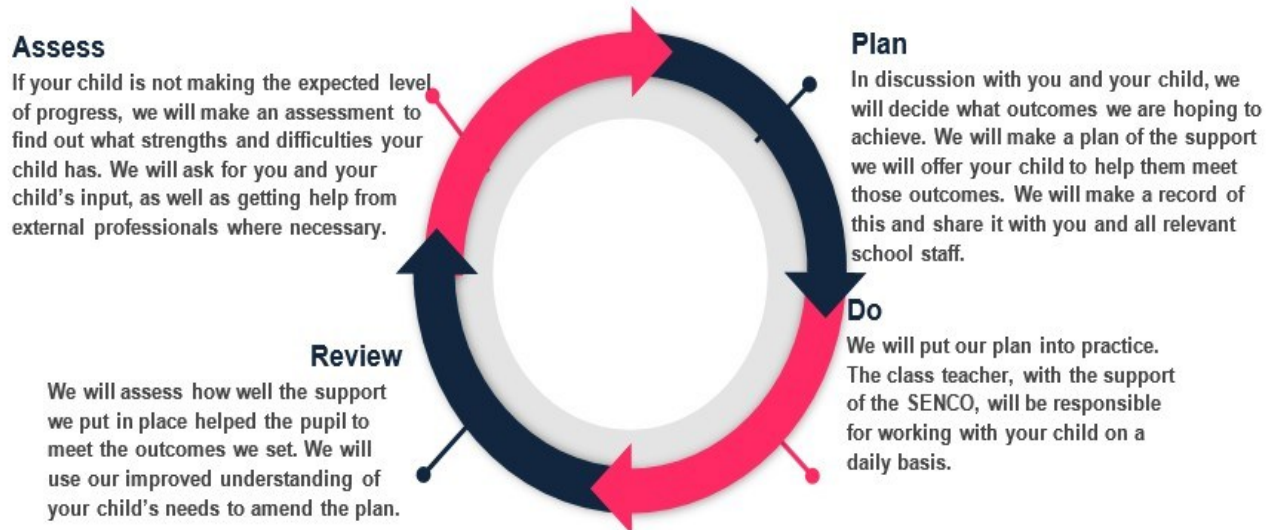 Assess
If your child is not making the expected level
of progress, we will make an assessment to
find out what strengths and difficulties your
child has. We will ask for you and your
child's input, as well as getting help from
external professionals where necessary.
Plan
In discussion with you and your child, we
will decide what outcomes we are hoping to
achieve. We will make a plan of the support
we will offer your child to help them meet
those outcomes. We will make a record of
this and share it with you and all relevant
school staff.
Do
We will put our plan into practice.
The class teacher, with the support
of the SENCO, will be responsible
for working with your child on a
daily basis.
Review
We will assess how well the support
we put in place helped the pupil to
meet the outcomes we set. We will
use our improved understanding of
your child's needs to amend the plan.